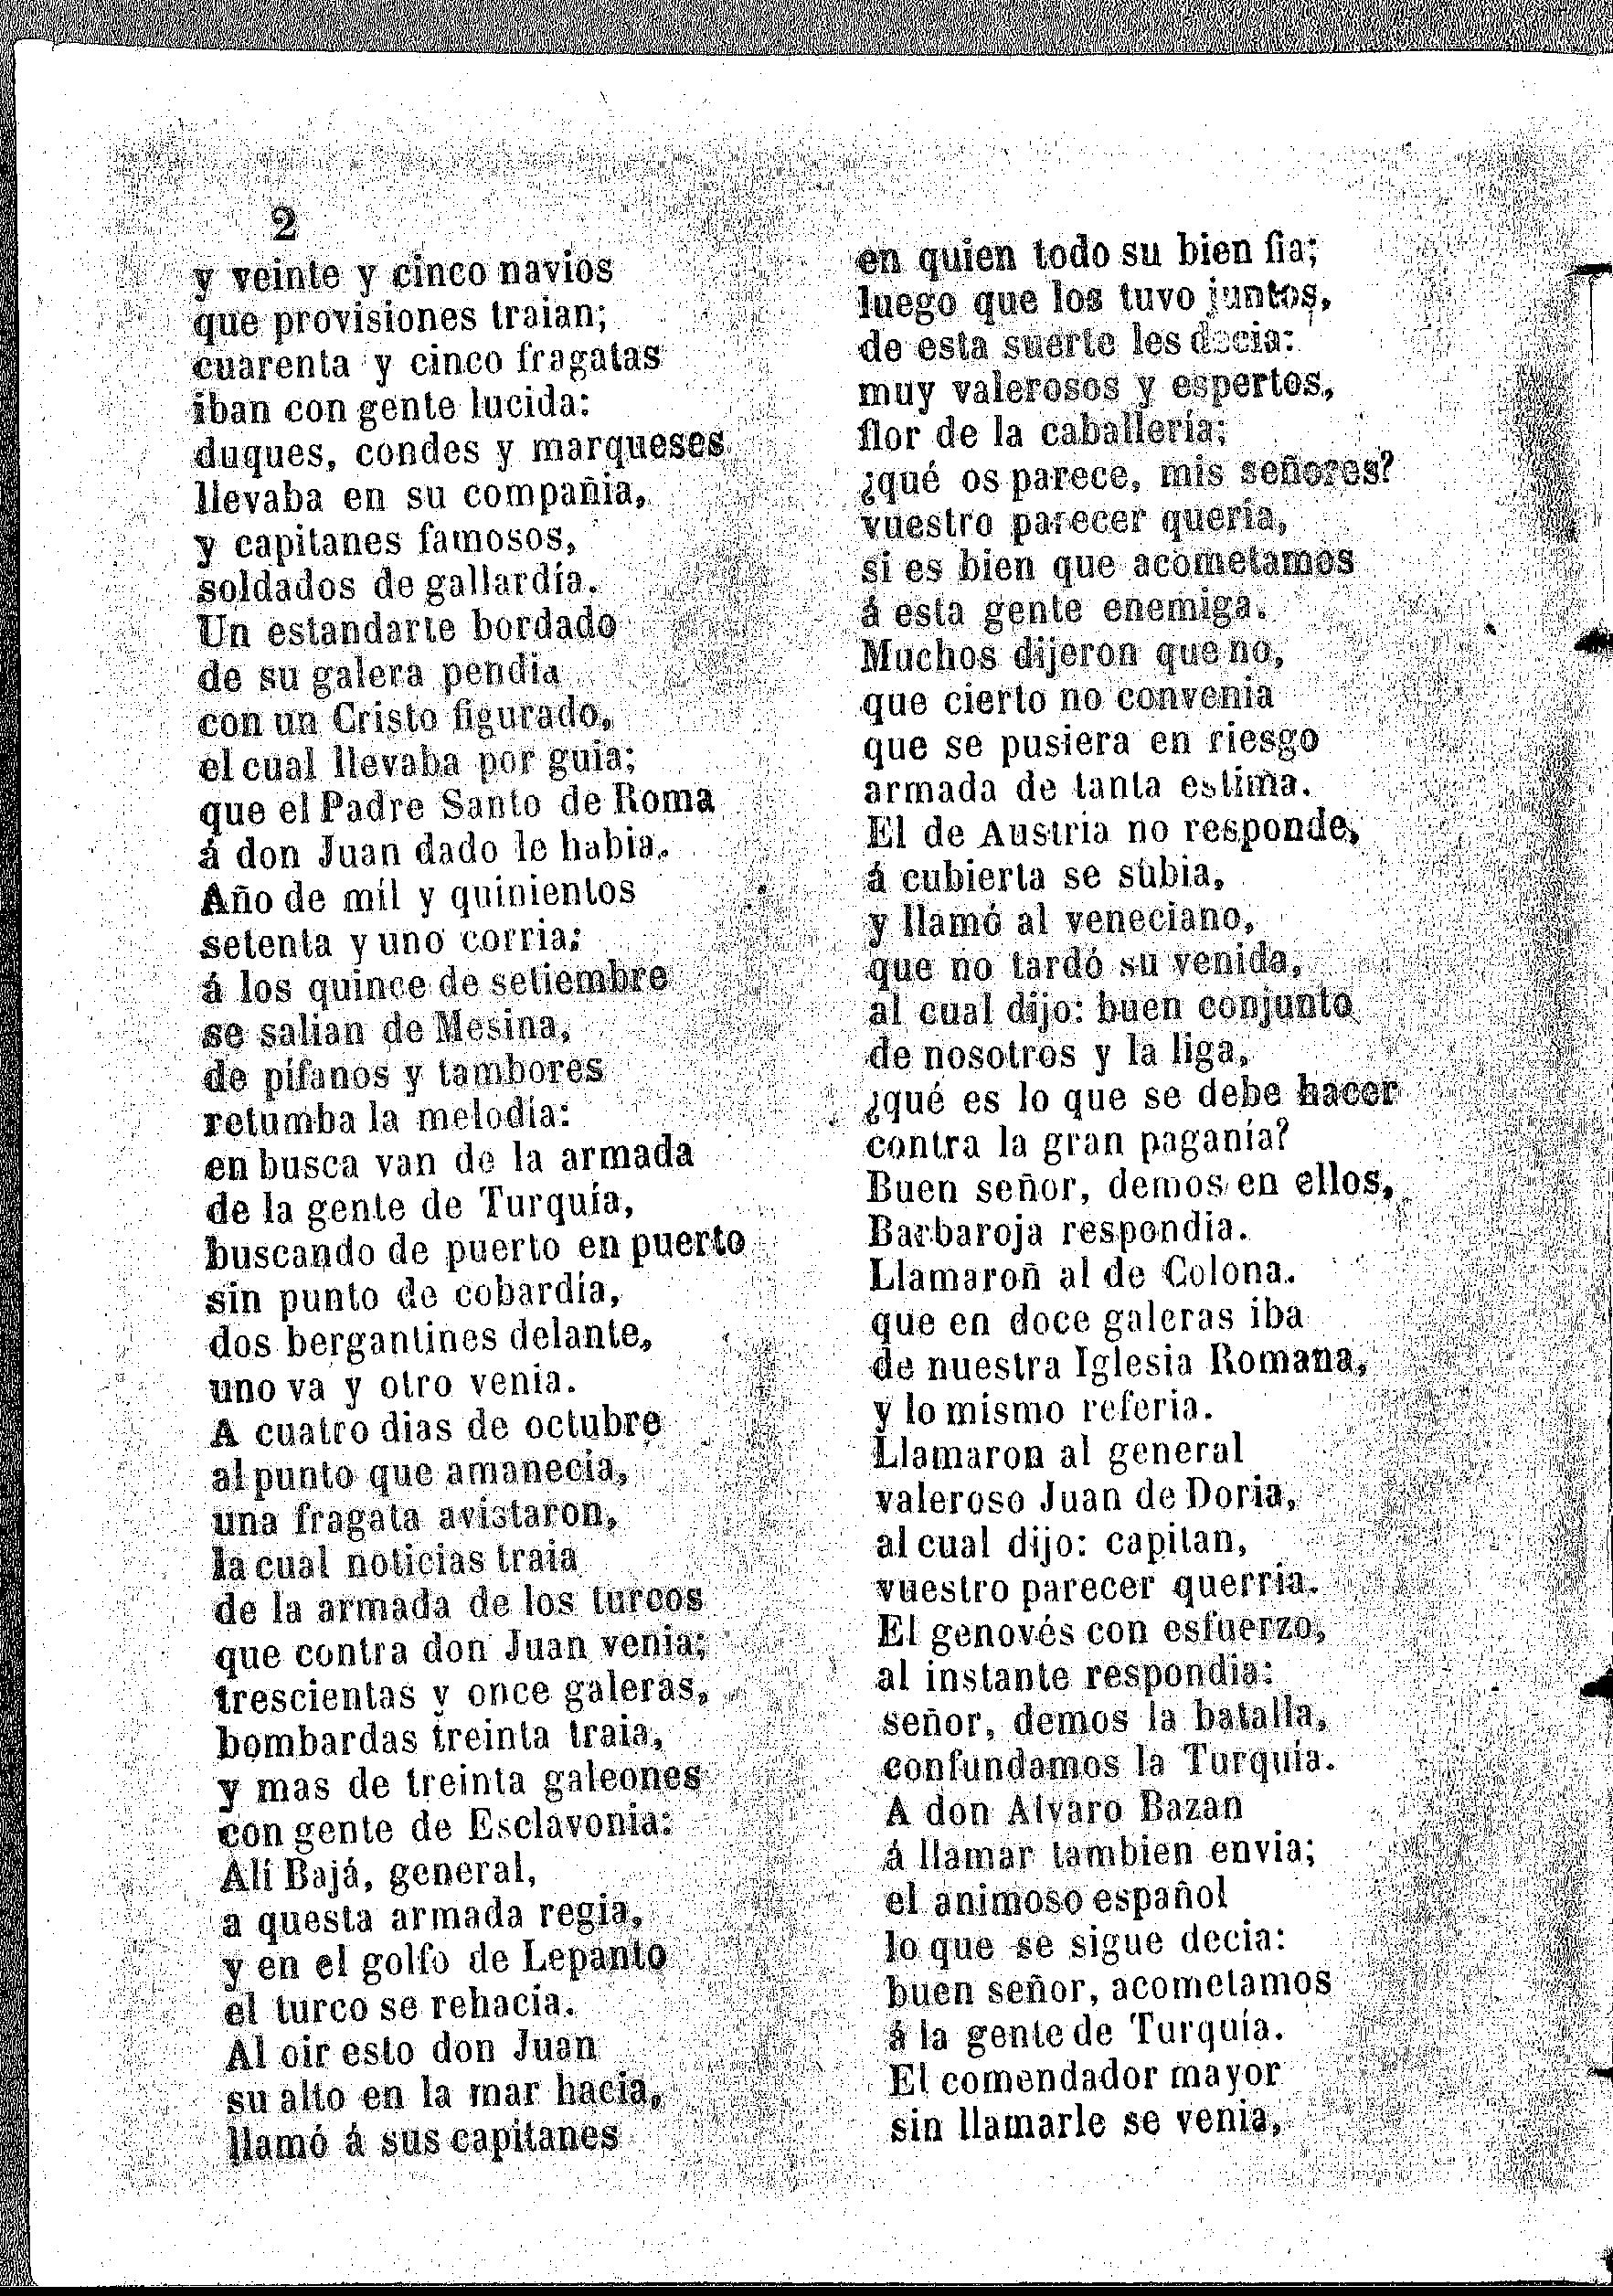 2
y veinte y cinco navios
que provisiones traian;
cuarenta y cinco fragatas
iban con gente lucida:
duques, condes y marqueses
llevaba en su compañia,
y capitanes famosos,
soldados de gallardía.
Un estandarte bordado
de su galera pendia
con un Cristo figurado,
el cual llevaba por guia;
que el Padre Santo de Roma
á don Juan dado le habia.
Año de mil y quinientos
setenta y uno corria;
á los quince de setiembre
se salian de Mesina,
de pífanos y tambores
retumba la melodía:
en busca van de la armada
de la gente de Turquía,
buscando de puerto en puerto
sin punto de cobardía,
dos bergantines delante,
uno va y otro venia.
A cuatro dias de octubre
al punto que amanecía,
una fragata avistaron,
la cual noticias traia
de la armada de los turcos
que contra don Juan venia;
trescientas y once galeras,
bombardas treinta traia,
y mas de treinta galeones
con gente de Esclavonia:
Alí Bajá, general,
a questa armada regia,
y en el golfo de Lepanto
el turco se rehacia.
Al oir esto don Juan
su alto en la mar hacia,
llamó á sus capitanes
en quien todo su bien fia;
luego que los tuvo juntos,
de esta suerte les decia:
muy valerosos y espertos,
flor de la caballería;
¿qué os parece, mis señores?
vuestro parecer queria,
si es bien que acometamos
á esta gente enemiga.
Muchos dijeron que no,
que cierto no convenia
que se pusiera en riesgo
armada de tanta estima.
El de Austria no responde,
á cubierta se subia,
y llamó al veneciano,
que no tardó su venida,
al cual dijo: buen conjunto
de nosotros y la liga,
¿qué es lo que se debe hacer
contra la gran paganía?
Buen señor, demos en ellos,
Barbaroja respondia.
Llamaroñ al de Colona.
que en doce galeras iba
de nuestra Iglesia Romana,
y lo mismo referia.
Llamaron al general
valeroso Juan de Doria,
al cual dijo: capitan,
vuestro parecer querria.
El genovés con esfuerzo,
al instante respondia:
señor, demos la batalla,
confundamos la Turquía.
A don Alvaro Bazan
á llamar tambien envia;
el animoso español
lo que se sigue decia:
buen señor, acometamos
á la gente de Turquía.
El comendador mayor
sin llamarle se venia,